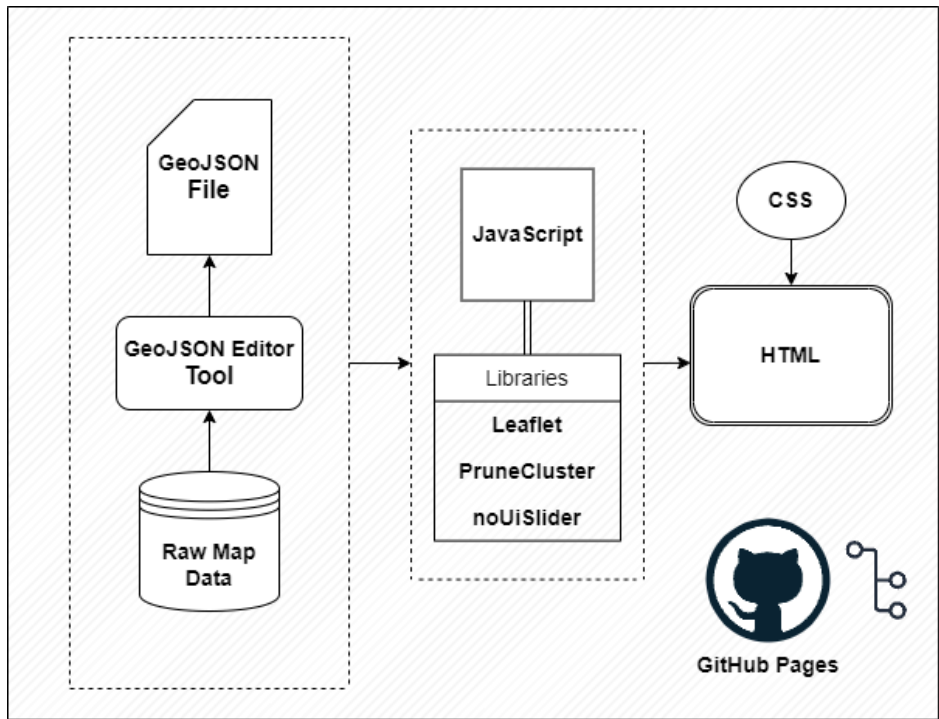 GeoJSON
File
GeoJSON Editor
Tool
Raw Map
Data
JavaScript
Libraries
Leaflet
PruneCluster
noUiSlider
CSS
HTML
GitHub Pages